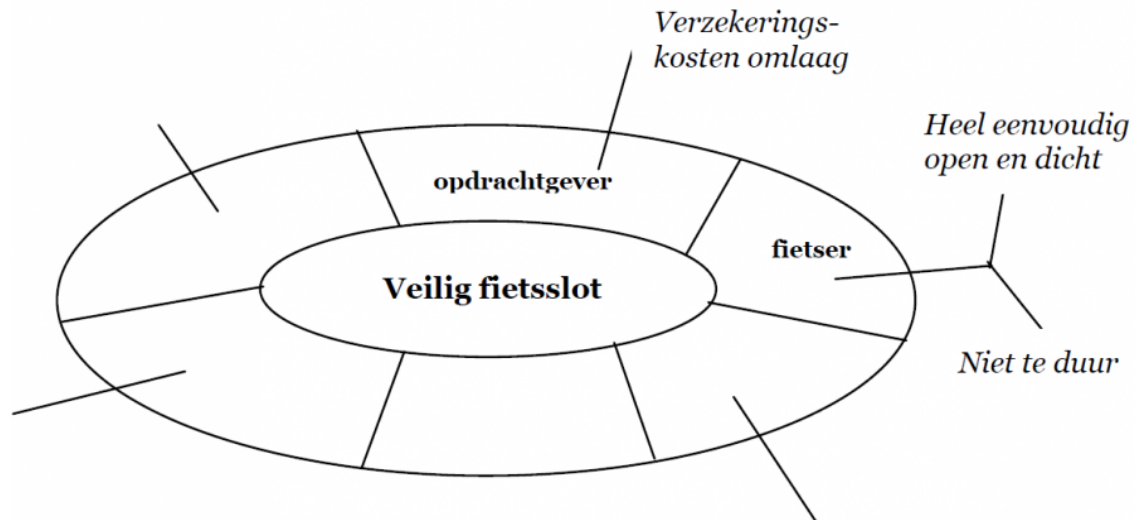 Verzekerings-
kosten omlaag
Heel eenvoudig
open en dicht
opdrachtgever
fietser
Veilig fietsslot
Niet te duur